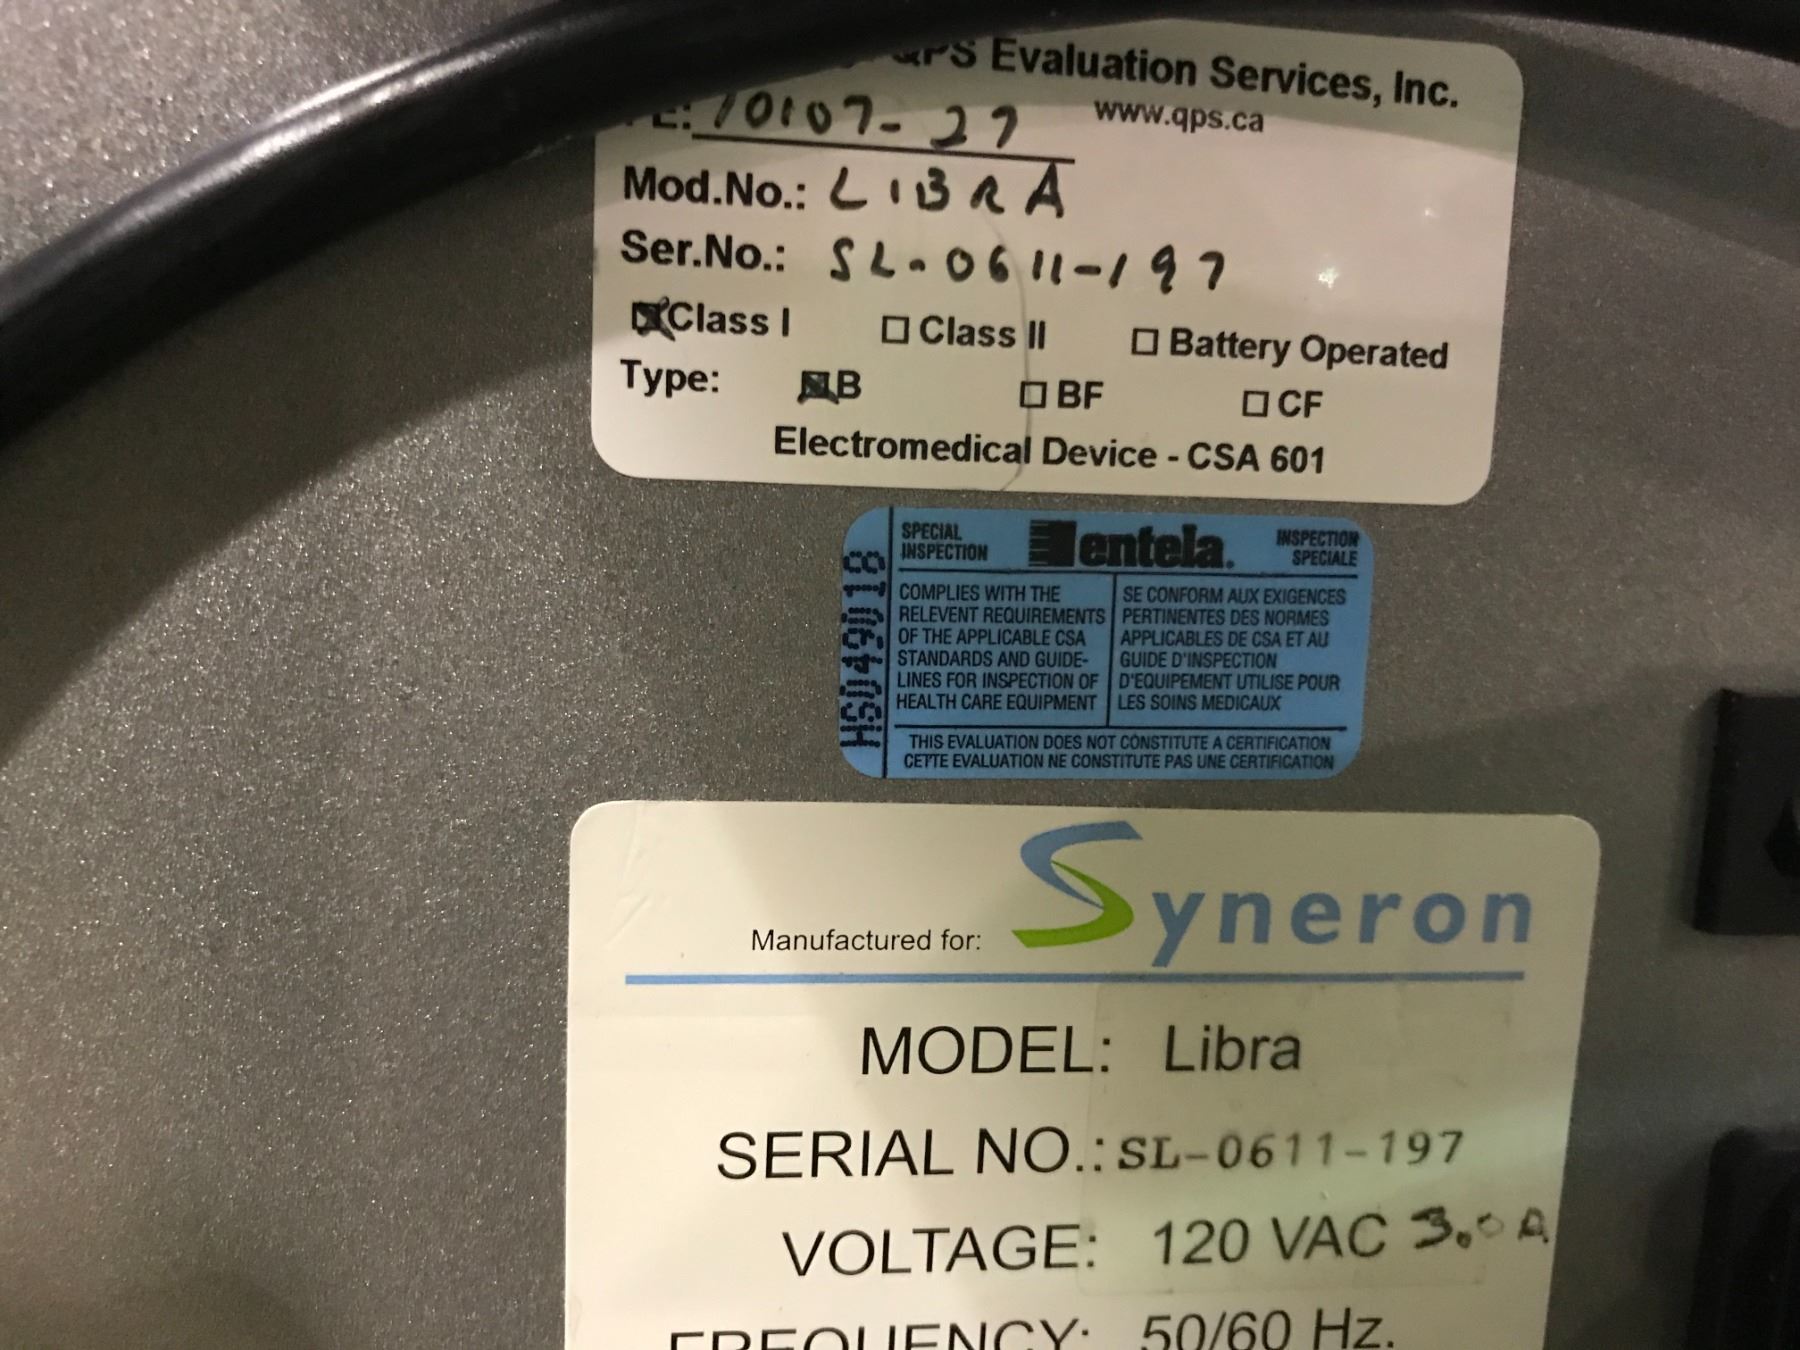 QPS Evaluation Services, Inc.
10107-27 www.qps.ca
Mod.No.: LIBRA
Ser.No.: SL-0611-197
Class I Class II Battery Operated
Type: B BF CF
Electromedical Device - CSA 601
HS049018
SPECIAL INSPECTION
entela.
INSPECTION SPECIALE
COMPLIES WITH THE
RELEVENT REQUIREMENTS
OF THE APPLICABLE CSA
STANDARDS AND GUIDE-
LINES FOR INSPECTION OF
HEALTH CARE EQUIPMENT
SE CONFORM AUX EXIGENCES
PERTINENTES DES NORMES
APPLICABLES DE CSA ET AU
GUIDE D'INSPECTION
D'EQUIPEMENT UTILISE POUR
LES SOINS MEDICAUX
THIS EVALUATION DOES NOT CONSTITUTE A CERTIFICATION
CETTE EVALUATION NE CONSTITUTE PAS UNE CERTIFICATION
Manufactured for: Syneron
MODEL: Libra
SERIAL NO.: SL-0611-197
VOLTAGE: 120 VAC 3.0 A
FREQUENCY: 50/60 Hz.